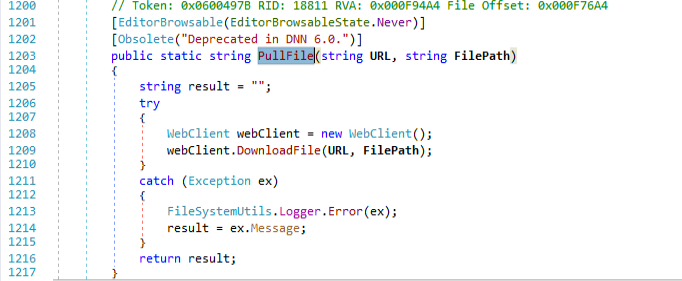 1200 // Token: 0x0600497B RID: 18811 RVA: 0x000F94A4 File Offset: 0x000F76A4
1201 [EditorBrowsable(EditorBrowsableState.Never)]
1202 [Obsolete("Deprecated in DNN 6.0.")]
1203 public static string PullFile(string URL, string FilePath)
1204 {
1205 string result = "";
1206 try
1207 {
1208 WebClient webClient = new WebClient();
1209 webClient.DownloadFile(URL, FilePath);
1210 }
1211 catch (Exception ex)
1212 {
1213 FileSystemUtils.Logger.Error(ex);
1214 result = ex.Message;
1215 }
1216 return result;
1217 }